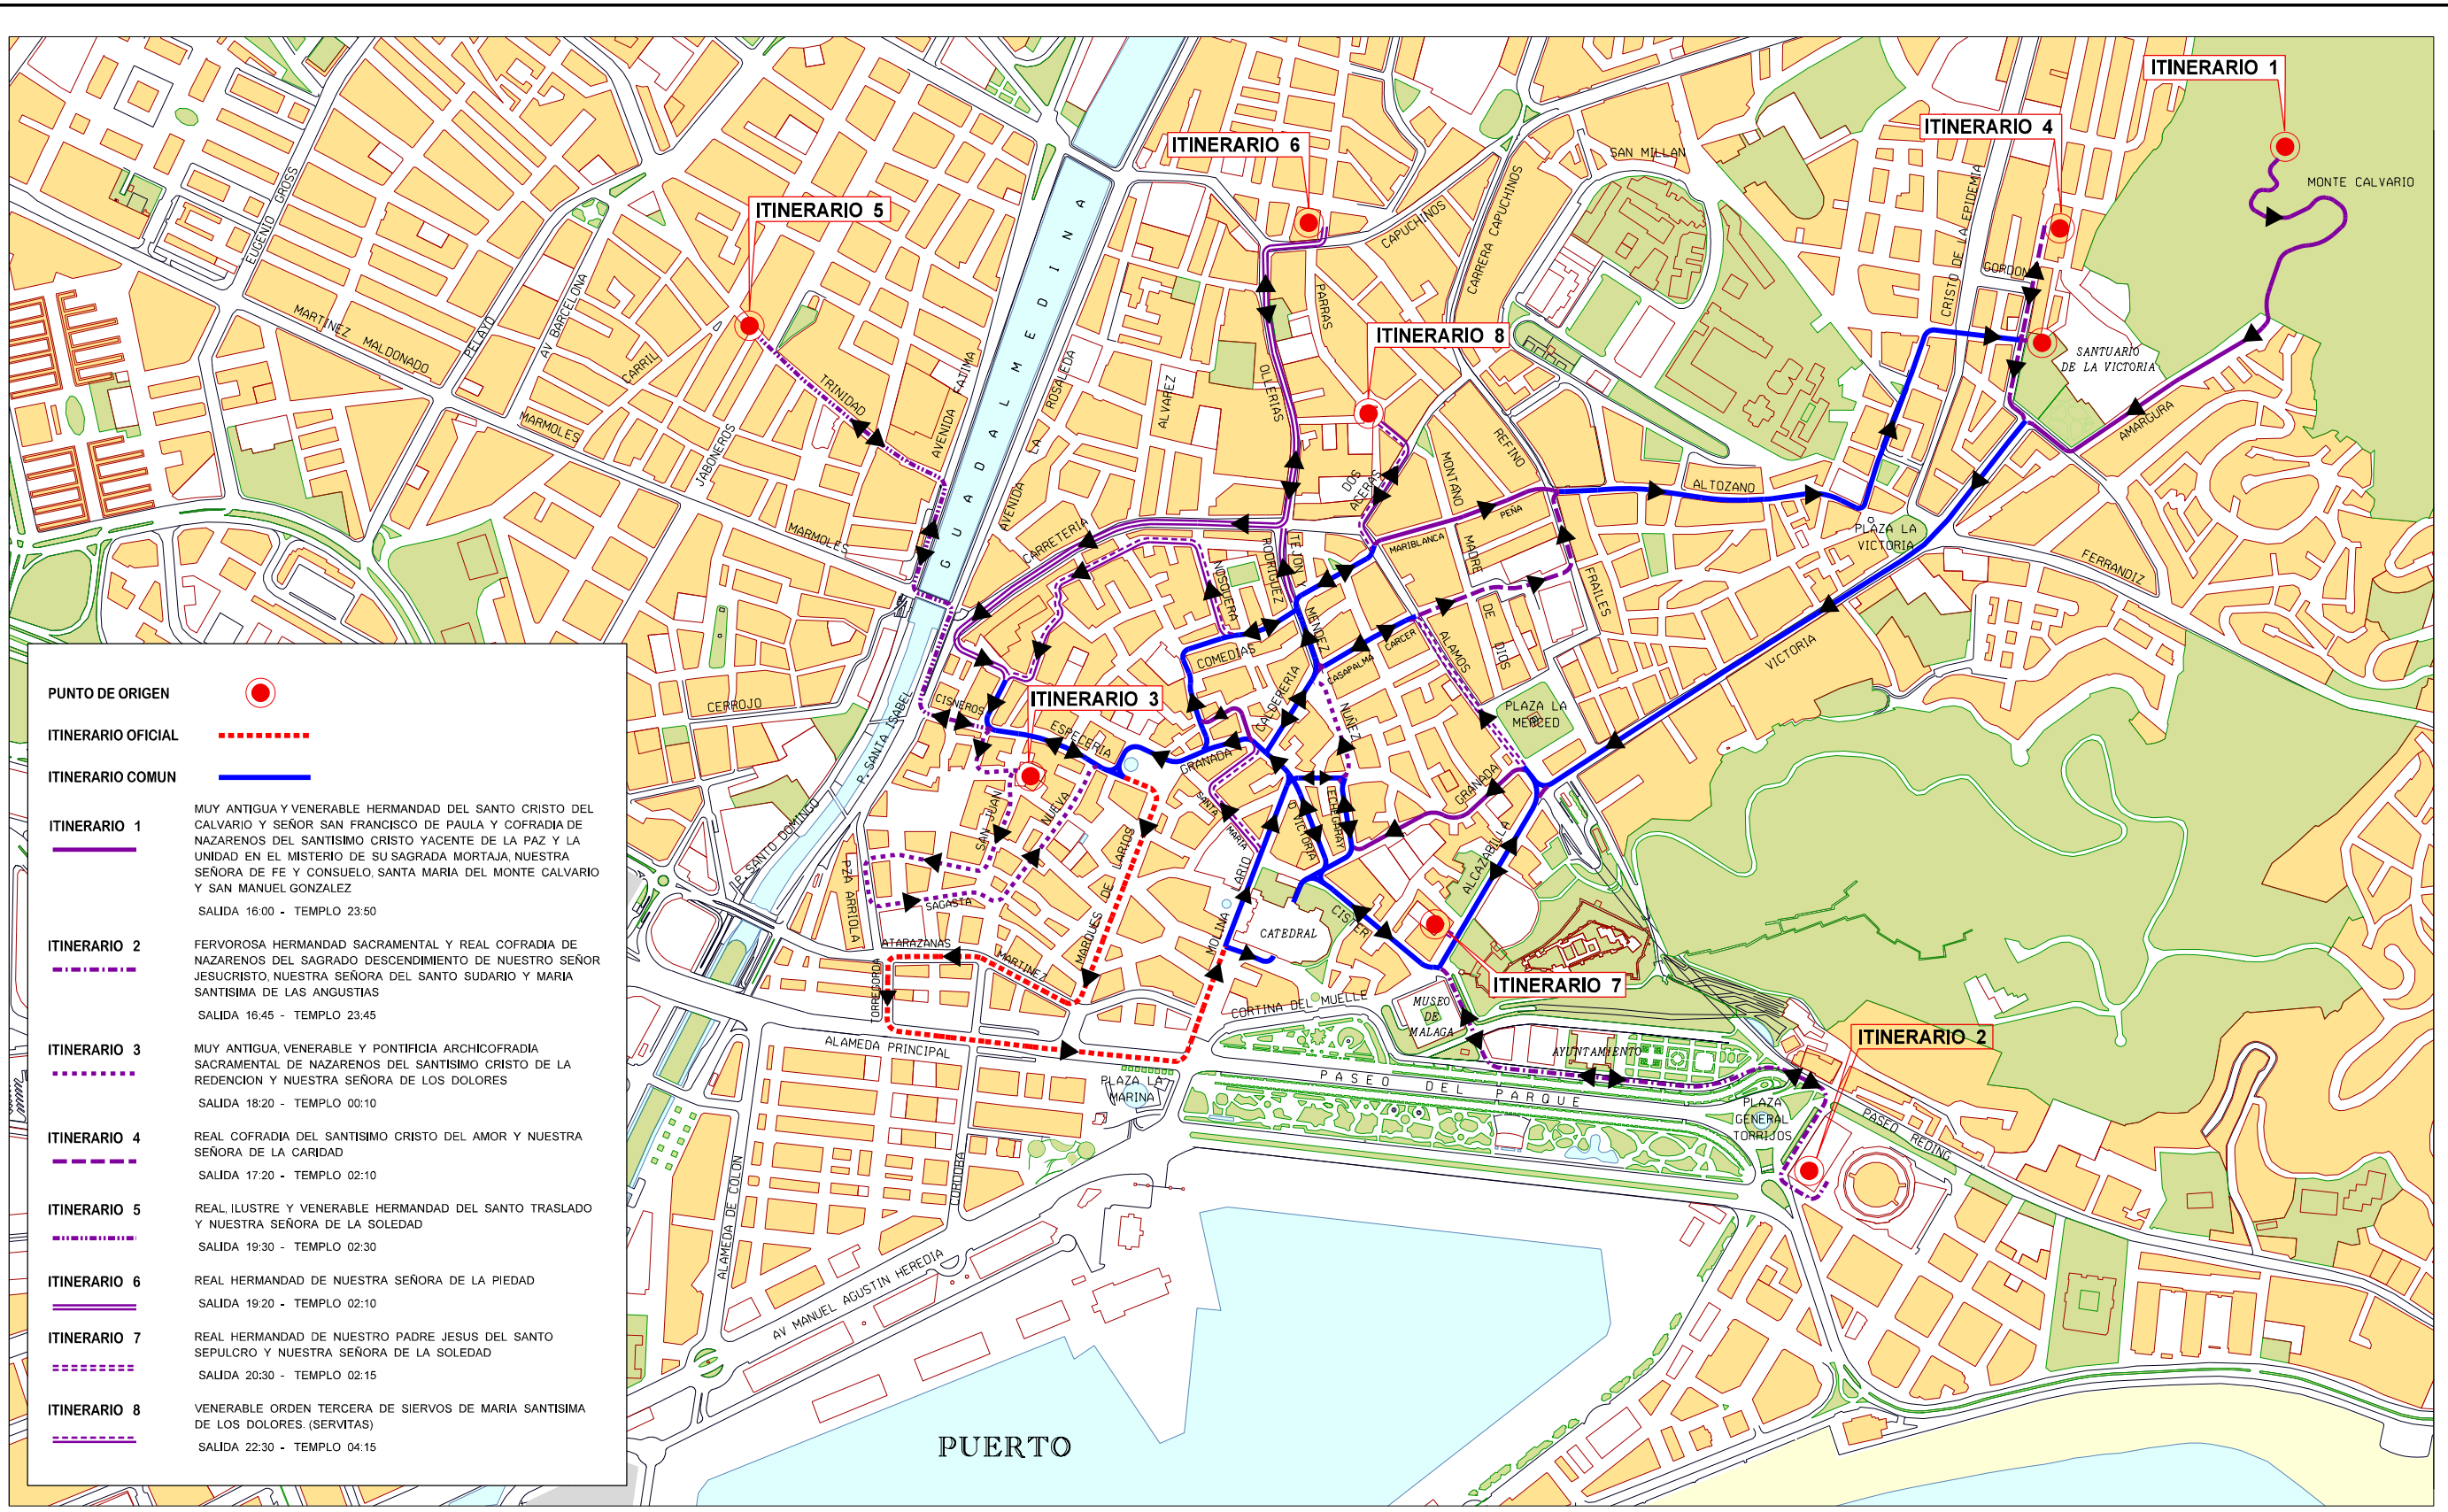 ITINERARIO 1
ITINERARIO 4
ITINERARIO 6
SAN MILLAN
MONTE CALVARIO
ITINERARIO 5
EUGENIO GROSS
CAPUCHINOS
CARRERA CAPUCHINOS
CRISTO DE LA EPIDEMIA
GORDON
GUADALMEDINA
MARTINEZ MALDONADO
PELAYO
AV BARCELONA
CARRIL
TRINIDAD
AVENIDA FATIMA
PARRAS
OLLERIAS
ITINERARIO 8
SANTUARIO
DE LA VICTORIA
AMARGURA
MARMOLES
JABONEROS
AVENIDA LA ROSALEDA
ALVAREZ
DOS ACERAS
MONTAÑO
REFINO
ALTOZANO
PEÑA
MARIBLANCA
MADRE DE DIOS
FRAILES
PLAZA LA
VICTORIA
FERRANDIZ
MARMOLES
CARRETERIA
NOSQUERA
TEJON Y
RODRIGUEZ
MENDEZ
COMEDIAS
CARCER
CASAPALMA
ALAMOS
VICTORIA
PLAZA LA
MERCED
CERROJO
P. SANTA ISABEL
CISNEROS
ITINERARIO 3
ESPECERIA
CALDERERIA
NUÑEZ
GRANADA
GRANADA
SANTA MARIA
D VICTORIA
ECHEGARAY
ALCAZABILLA
SAN JUAN
NUEVA
P. SANTO DOMINGO
PZA ARRIOLA
SAGASTA
MARQUES DE LARIOS
MOLINA LARIO
CISTER
CATEDRAL
ATARAZANAS
TORREGORDA
MARTINEZ
ITINERARIO 7
CORTINA DEL MUELLE
MUSEO
DE
MALAGA
AYUNTAMIENTO
ITINERARIO 2
ALAMEDA PRINCIPAL
PLAZA LA
MARINA
PASEO DEL PARQUE
PLAZA
GENERAL
TORRIJOS
PASEO REDING
ALAMEDA DE COLON
CORDOBA
AV MANUEL AGUSTIN HEREDIA
PUERTO
PUNTO DE ORIGEN
ITINERARIO OFICIAL
ITINERARIO COMUN
ITINERARIO 1
MUY ANTIGUA Y VENERABLE HERMANDAD DEL SANTO CRISTO DEL
CALVARIO Y SEÑOR SAN FRANCISCO DE PAULA Y COFRADIA DE
NAZARENOS DEL SANTISIMO CRISTO YACENTE DE LA PAZ Y LA
UNIDAD EN EL MISTERIO DE SU SAGRADA MORTAJA, NUESTRA
SEÑORA DE FE Y CONSUELO, SANTA MARIA DEL MONTE CALVARIO
Y SAN MANUEL GONZALEZ
SALIDA 16:00 - TEMPLO 23:50
ITINERARIO 2
FERVOROSA HERMANDAD SACRAMENTAL Y REAL COFRADIA DE
NAZARENOS DEL SAGRADO DESCENDIMIENTO DE NUESTRO SEÑOR
JESUCRISTO, NUESTRA SEÑORA DEL SANTO SUDARIO Y MARIA
SANTISIMA DE LAS ANGUSTIAS
SALIDA 16:45 - TEMPLO 23:45
ITINERARIO 3
MUY ANTIGUA, VENERABLE Y PONTIFICIA ARCHICOFRADIA
SACRAMENTAL DE NAZARENOS DEL SANTISIMO CRISTO DE LA
REDENCION Y NUESTRA SEÑORA DE LOS DOLORES
SALIDA 18:20 - TEMPLO 00:10
ITINERARIO 4
REAL COFRADIA DEL SANTISIMO CRISTO DEL AMOR Y NUESTRA
SEÑORA DE LA CARIDAD
SALIDA 17:20 - TEMPLO 02:10
ITINERARIO 5
REAL, ILUSTRE Y VENERABLE HERMANDAD DEL SANTO TRASLADO
Y NUESTRA SEÑORA DE LA SOLEDAD
SALIDA 19:30 - TEMPLO 02:30
ITINERARIO 6
REAL HERMANDAD DE NUESTRA SEÑORA DE LA PIEDAD
SALIDA 19:20 - TEMPLO 02:10
ITINERARIO 7
REAL HERMANDAD DE NUESTRO PADRE JESUS DEL SANTO
SEPULCRO Y NUESTRA SEÑORA DE LA SOLEDAD
SALIDA 20:30 - TEMPLO 02:15
ITINERARIO 8
VENERABLE ORDEN TERCERA DE SIERVOS DE MARIA SANTISIMA
DE LOS DOLORES. (SERVITAS)
SALIDA 22:30 - TEMPLO 04:15